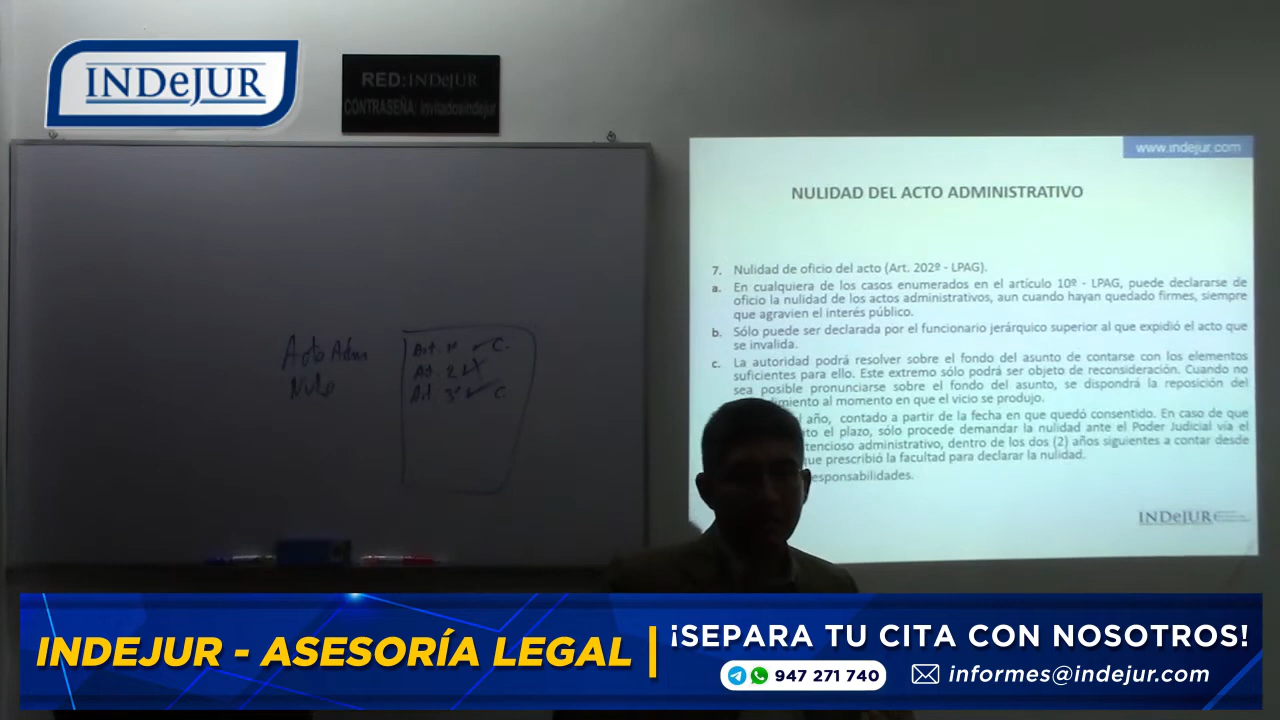 INDeJUR
RED:INDeJUR
CONTRASEÑA: invitadosindejur
www.indejur.com
NULIDAD DEL ACTO ADMINISTRATIVO
7. Nulidad de oficio del acto (Art. 202º - LPAG).
a. En cualquiera de los casos enumerados en el artículo 10º - LPAG, puede declararse de
oficio la nulidad de los actos administrativos, aun cuando hayan quedado firmes, siempre
que agravien el interés público.
b. Sólo puede ser declarada por el funcionario jerárquico superior al que expidió el acto que
se invalida.
c. La autoridad podrá resolver sobre el fondo del asunto de contarse con los elementos
suficientes para ello. Este extremo sólo podrá ser objeto de reconsideración. Cuando no
sea posible pronunciarse sobre el fondo del asunto, se dispondrá la reposición del
dimiento al momento en que el vicio se produjo.
l año, contado a partir de la fecha en que quedó consentido. En caso de que
to el plazo, sólo procede demandar la nulidad ante el Poder Judicial vía el
tencioso administrativo, dentro de los dos (2) años siguientes a contar desde
que prescribió la facultad para declarar la nulidad.
esponsabilidades.
INDeJUR
Acto Adm
Nulo
Art. 1º ✓ C.
Art. 2
Art. 3º ✓ C
INDEJUR - ASESORÍA LEGAL
¡SEPARA TU CITA CON NOSOTROS!
947 271 740
informes@indejur.com